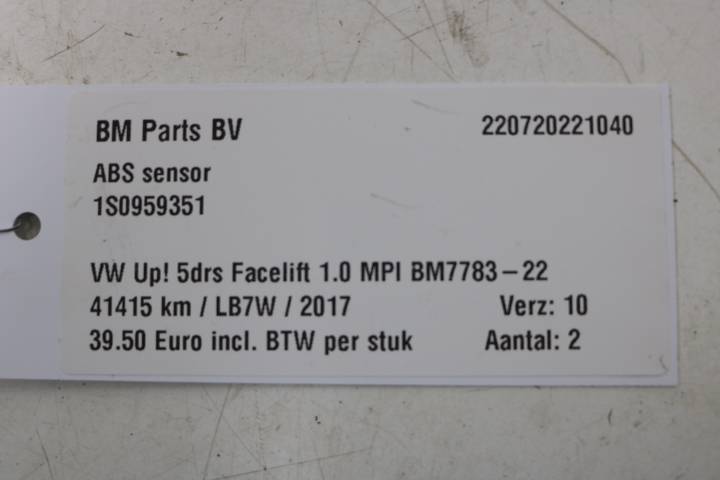 BM Parts BV 220720221040
ABS sensor
1S0959351
VW Up! 5drs Facelift 1.0 MPI BM7783-22
41415 km / LB7W / 2017 Verz: 10
39.50 Euro incl. BTW per stuk Aantal: 2